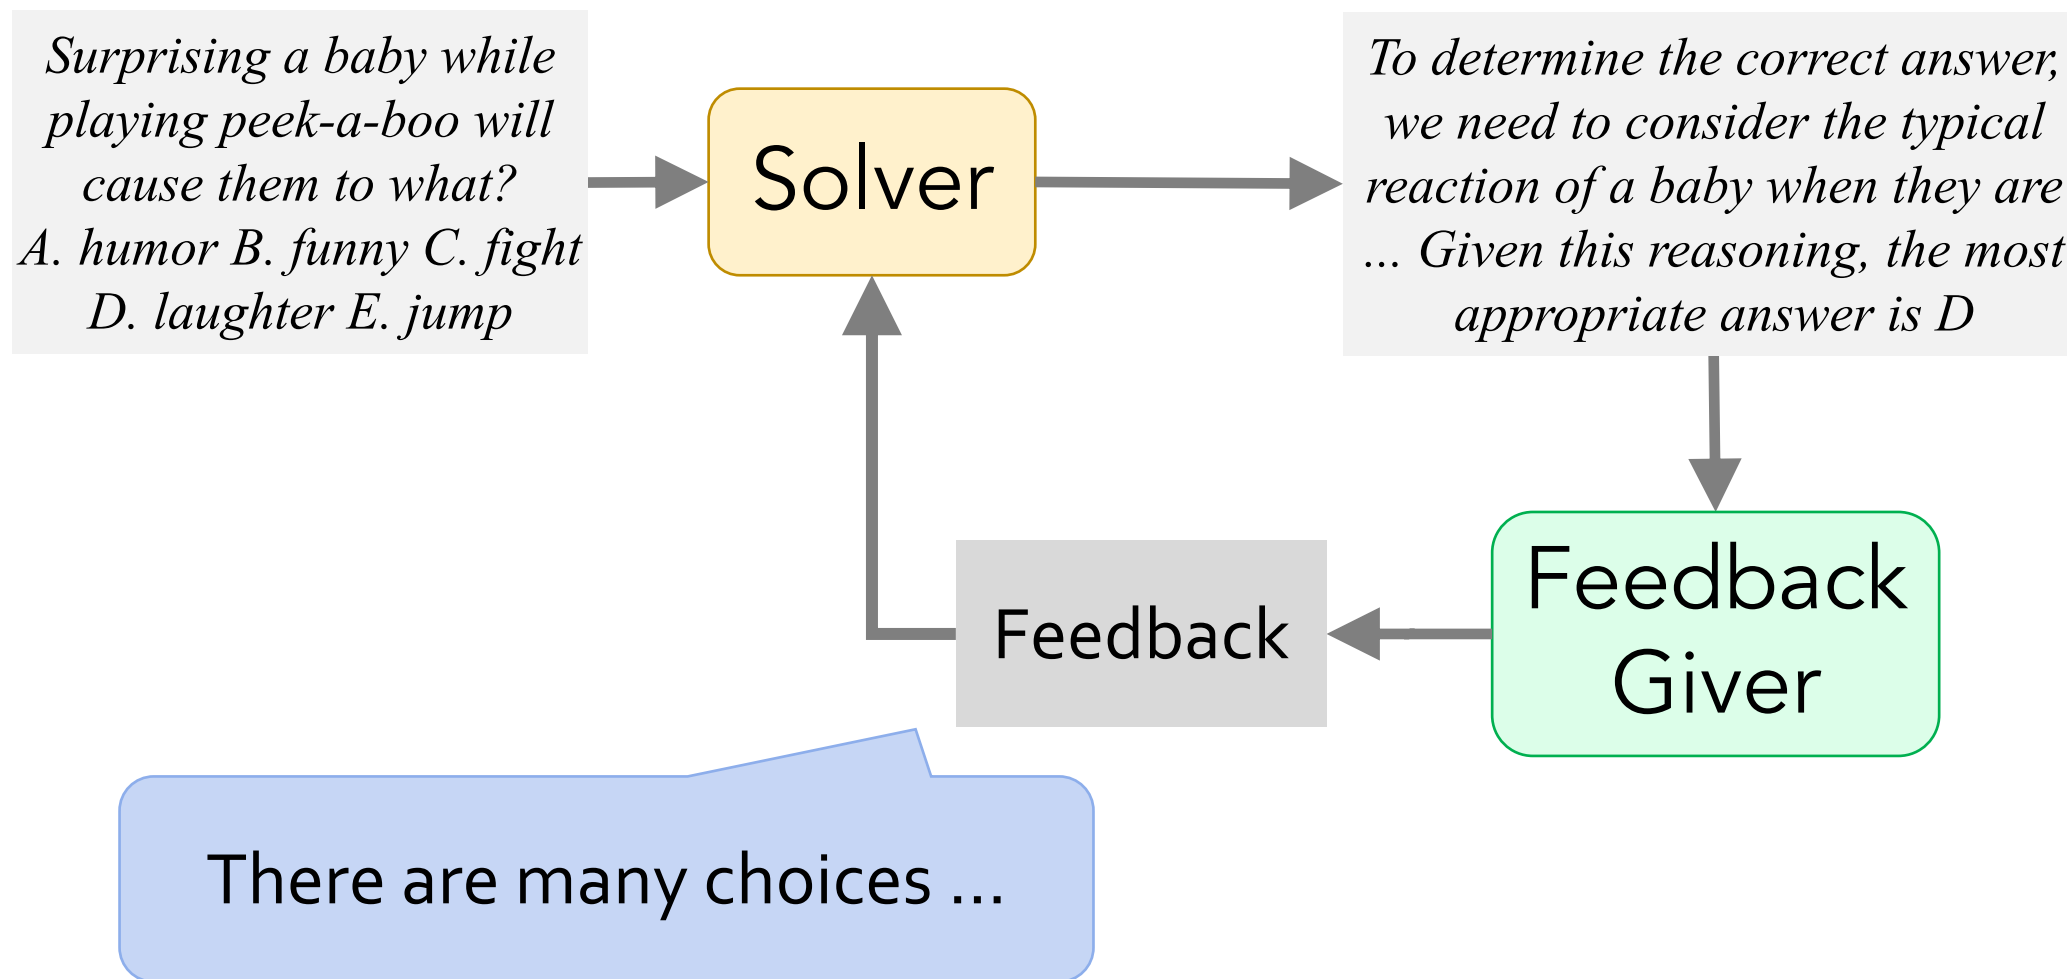 Surprising a baby while
playing peek-a-boo will
cause them to what?
A. humor B. funny C. fight
D. laughter E. jump
Solver
To determine the correct answer,
we need to consider the typical
reaction of a baby when they are
... Given this reasoning, the most
appropriate answer is D
Feedback
Giver
Feedback
There are many choices ...